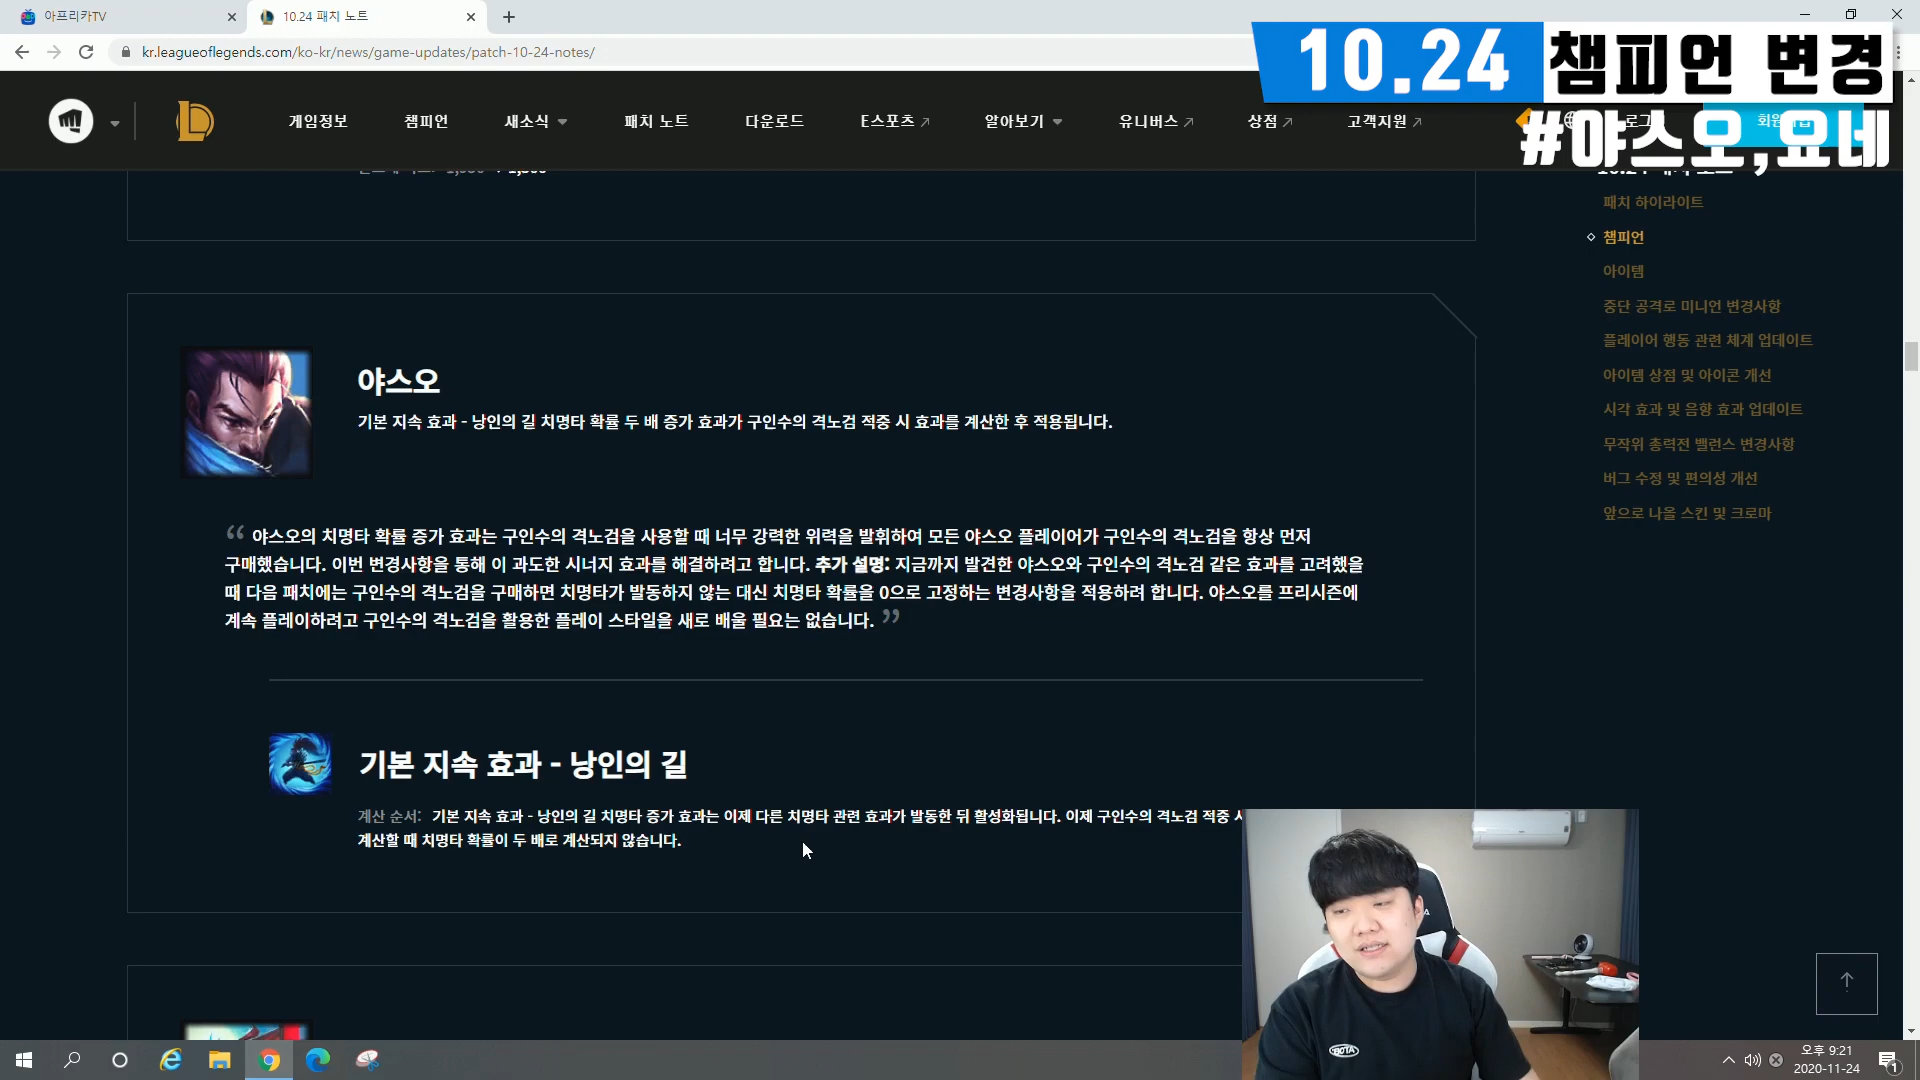 아프리카TV
10.24 패치 노트
kr.leagueoflegends.com/ko-kr/news/game-updates/patch-10-24-notes/
10.24 챔피언 변경
#야스오,요네
게임정보
챔피언
새소식
패치 노트
다운로드
E스포츠
알아보기
유니버스
상점
고객지원
패치 하이라이트
챔피언
아이템
중단 공격로 미니언 변경사항
플레이어 행동 관련 체계 업데이트
아이템 상점 및 아이콘 개선
시각 효과 및 음향 효과 업데이트
무작위 총력전 밸런스 변경사항
버그 수정 및 편의성 개선
앞으로 나올 스킨 및 크로마
야스오
기본 지속 효과 - 낭인의 길 치명타 확률 두 배 증가 효과가 구인수의 격노검 적중 시 효과를 계산한 후 적용됩니다.
“ 야스오의 치명타 확률 증가 효과는 구인수의 격노검을 사용할 때 너무 강력한 위력을 발휘하여 모든 야스오 플레이어가 구인수의 격노검을 항상 먼저
구매했습니다. 이번 변경사항을 통해 이 과도한 시너지 효과를 해결하려고 합니다. 추가 설명: 지금까지 발견한 야스오와 구인수의 격노검 같은 효과를 고려했을
때 다음 패치에는 구인수의 격노검을 구매하면 치명타가 발동하지 않는 대신 치명타 확률을 0으로 고정하는 변경사항을 적용하려 합니다. 야스오를 프리시즌에
계속 플레이하려고 구인수의 격노검을 활용한 플레이 스타일을 새로 배울 필요는 없습니다. ”
기본 지속 효과 - 낭인의 길
계산 순서: 기본 지속 효과 - 낭인의 길 치명타 증가 효과는 이제 다른 치명타 관련 효과가 발동한 뒤 활성화됩니다. 이제 구인수의 격노검 적중
계산할 때 치명타 확률이 두 배로 계산되지 않습니다.
BOTA
오후 9:21
2020-11-24
1